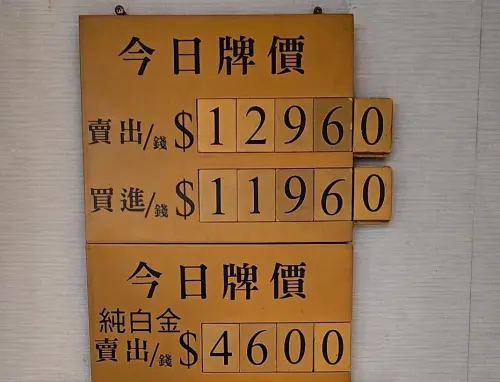 今日牌價
賣出/錢 $12960
買進/錢 $11960
今日牌價
純白金
賣出/錢 $4600